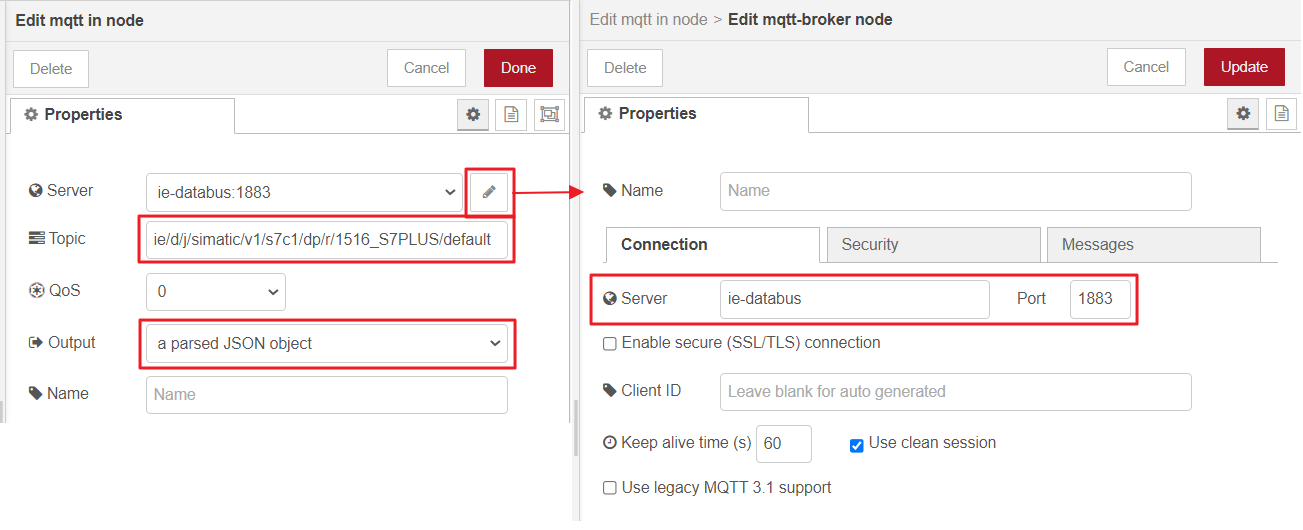 Edit mqtt in node
Delete
Cancel
Done
Properties
Server
ie-databus:1883
Topic
ie/d/j/simatic/v1/s7c1/dp/r/1516_S7PLUS/default
QoS
0
Output
a parsed JSON object
Name
Name
Edit mqtt in node > Edit mqtt-broker node
Delete
Cancel
Update
Properties
Name
Name
Connection
Security
Messages
Server
ie-databus
Port
1883
Enable secure (SSL/TLS) connection
Client ID
Leave blank for auto generated
Keep alive time (s)
60
Use clean session
Use legacy MQTT 3.1 support